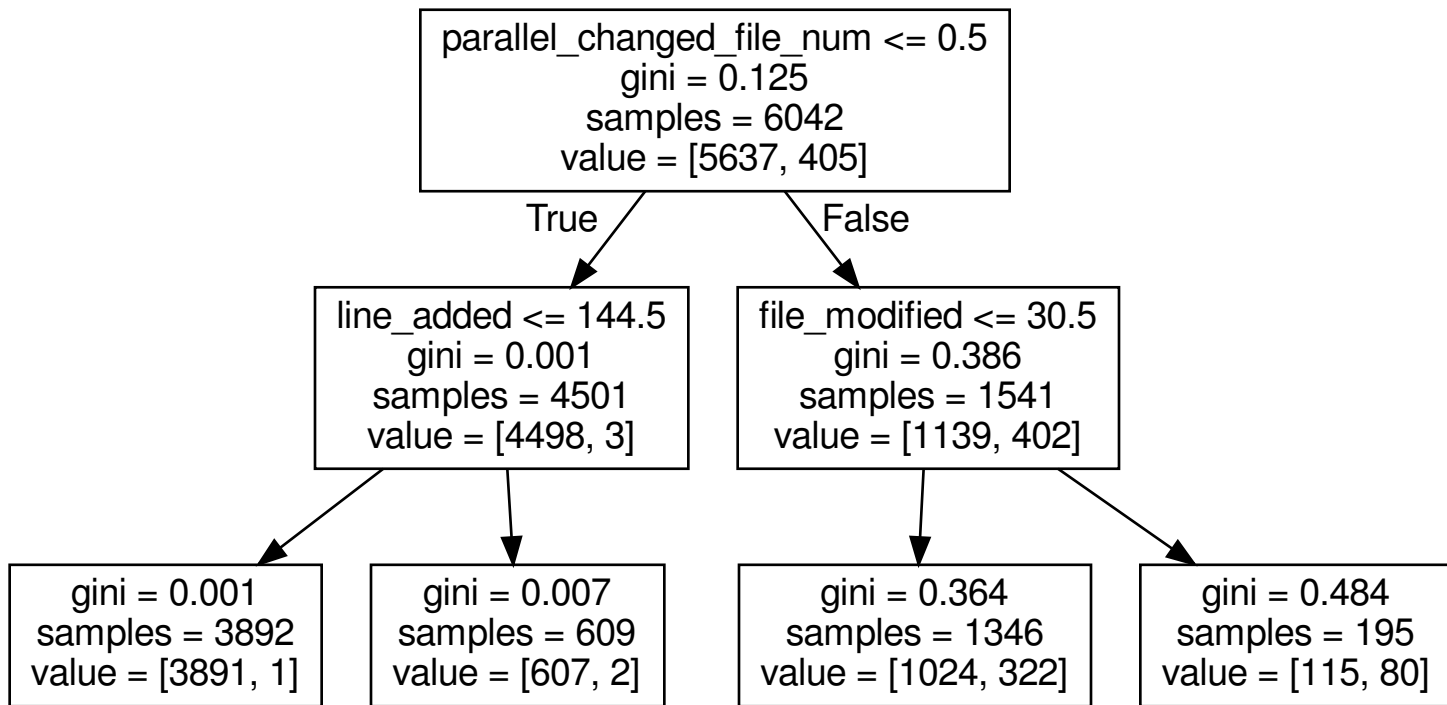 parallel_changed_file_num <= 0.5
gini = 0.125
samples = 6042
value = [5637, 405]
True
False
line_added <= 144.5
gini = 0.001
samples = 4501
value = [4498, 3]
file_modified <= 30.5
gini = 0.386
samples = 1541
value = [1139, 402]
gini = 0.001
samples = 3892
value = [3891, 1]
gini = 0.007
samples = 609
value = [607, 2]
gini = 0.364
samples = 1346
value = [1024, 322]
gini = 0.484
samples = 195
value = [115, 80]